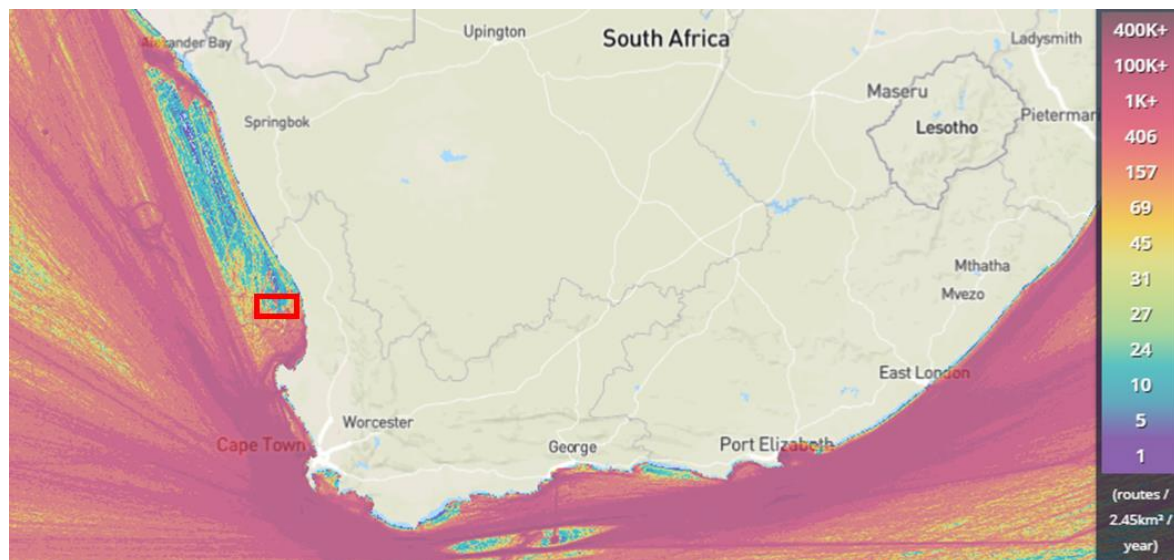 Alexander Bay
Upington
South Africa
Ladysmith
Maseru
Springbok
Lesotho
Pietermar
Mthatha
Mvezo
East London
Worcester
Cape Town
George
Port Elizabeth
400K+
100K+
1K+
406
157
69
45
31
27
24
10
5
1
(routes /
2.45km² /
year)